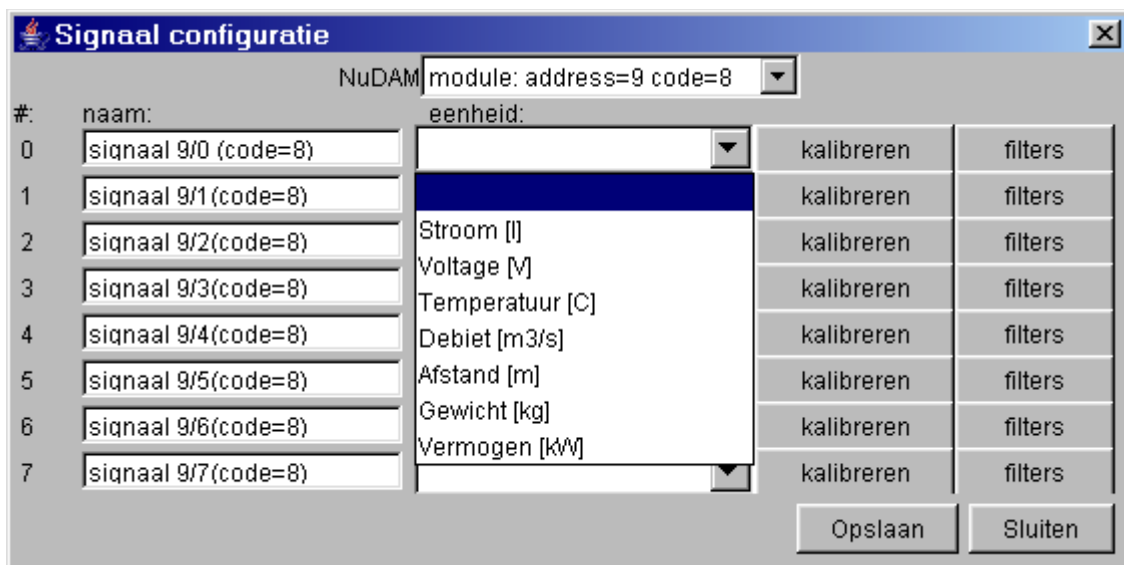 Signaal configuratie
NuDAM module: address=9 code=8
#: naam: eenheid:
0 signaal 9/0 (code=8) kalibreren filters
1 signaal 9/1(code=8) kalibreren filters
2 signaal 9/2(code=8) Stroom [I] kalibreren filters
Voltage [V]
3 signaal 9/3(code=8) Temperatuur [C] kalibreren filters
4 signaal 9/4(code=8) Debiet [m3/s] kalibreren filters
5 signaal 9/5(code=8) Afstand [m] kalibreren filters
Gewicht [kg]
6 signaal 9/6(code=8) kalibreren filters
Vermogen [kW]
7 signaal 9/7(code=8) kalibreren filters
Opslaan Sluiten